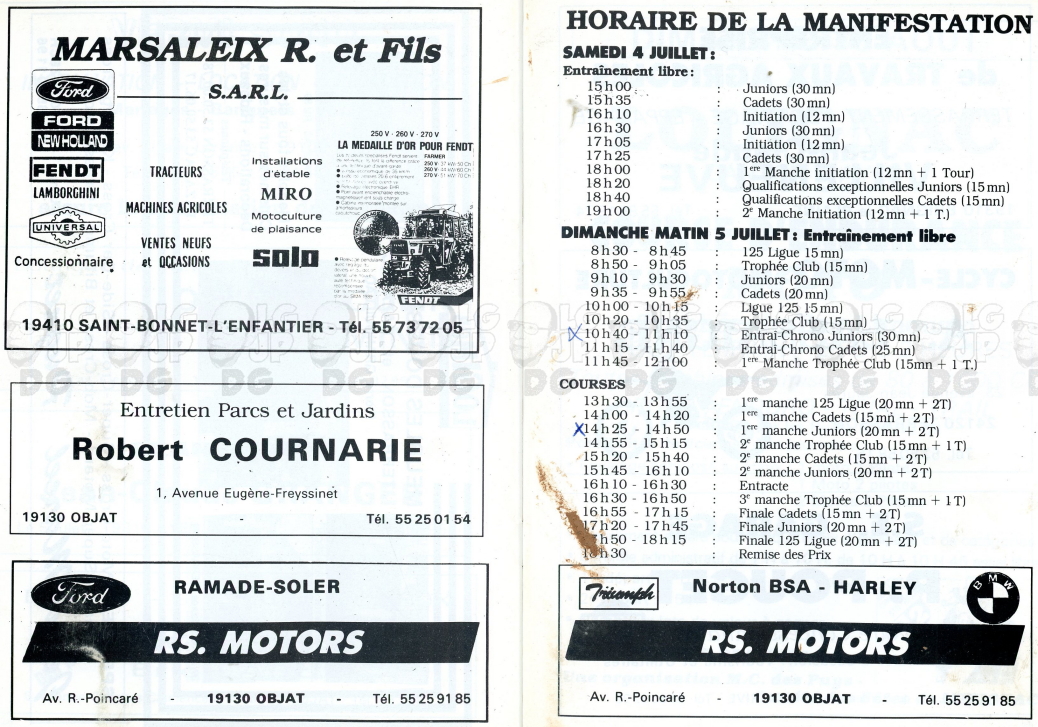 MARSALEIX R. et Fils
S.A.R.L.
Ford
FORD
NEW HOLLAND
FENDT
LAMBORGHINI
UNIVERSAL
Concessionnaire
TRACTEURS
MACHINES AGRICOLES
VENTES NEUFS
et OCCASIONS
Installations
d'étable
MIRO
Motoculture
de plaisance
solo
250 V - 260 V - 270 V
LA MEDAILLE D'OR POUR FENDT
FARMER
FENDT
19410 SAINT-BONNET-L'ENFANTIER - Tél. 55 73 72 05
Entretien Parcs et Jardins
Robert COURNARIE
1, Avenue Eugène-Freyssinet
19130 OBJAT - Tél. 55 25 01 54
Ford
RAMADE-SOLER
RS. MOTORS
Av. R.-Poincaré - 19130 OBJAT - Tél. 55 25 91 85
HORAIRE DE LA MANIFESTATION
SAMEDI 4 JUILLET :
Entraînement libre :
15 h 00 : Juniors (30 mn)
15 h 35 : Cadets (30 mn)
16 h 10 : Initiation (12 mn)
16 h 30 : Juniors (30 mn)
17 h 05 : Initiation (12 mn)
17 h 25 : Cadets (30 mn)
18 h 00 : 1ere Manche initiation (12 mn + 1 Tour)
18 h 20 : Qualifications exceptionnelles Juniors (15 mn)
18 h 40 : Qualifications exceptionnelles Cadets (15 mn)
19 h 00 : 2e Manche Initiation (12 mn + 1 T.)
DIMANCHE MATIN 5 JUILLET : Entraînement libre
8 h 30 - 8 h 45 : 125 Ligue 15 mn)
8 h 50 - 9 h 05 : Trophée Club (15 mn)
9 h 10 - 9 h 30 : Juniors (20 mn)
9 h 35 - 9 h 55 : Cadets (20 mn)
10 h 00 - 10 h 15 : Ligue 125 15 mn)
10 h 20 - 10 h 35 : Trophée Club (15 mn)
X 10 h 40 - 11 h 10 : Entrai-Chrono Juniors (30 mn)
11 h 15 - 11 h 40 : Entrai-Chrono Cadets (25 mn)
11 h 45 - 12 h 00 : 1ere Manche Trophée Club (15 mn + 1 T.)
COURSES
13 h 30 - 13 h 55 : 1ere manche 125 Ligue (20 mn + 2T)
14 h 00 - 14 h 20 : 1ere manche Cadets (15 mn + 2 T)
X 14 h 25 - 14 h 50 : 1ere manche Juniors (20 mn + 2 T)
14 h 55 - 15 h 15 : 2e manche Trophée Club (15 mn + 1 T)
15 h 20 - 15 h 40 : 2e manche Cadets (15 mn + 2 T)
15 h 45 - 16 h 10 : 2e manche Juniors (20 mn + 2 T)
16 h 10 - 16 h 30 : Entracte
16 h 30 - 16 h 50 : 3e manche Trophée Club (15 mn + 1 T)
16 h 55 - 17 h 15 : Finale Cadets (15 mn + 2 T)
17 h 20 - 17 h 45 : Finale Juniors (20 mn + 2 T)
h 50 - 18 h 15 : Finale 125 Ligue (20 mn + 2T)
18 h 30 : Remise des Prix
Triumph
Norton BSA - HARLEY
BMW
RS. MOTORS
Av. R.-Poincaré - 19130 OBJAT - Tél. 55 25 91 85
LG
JP
DG